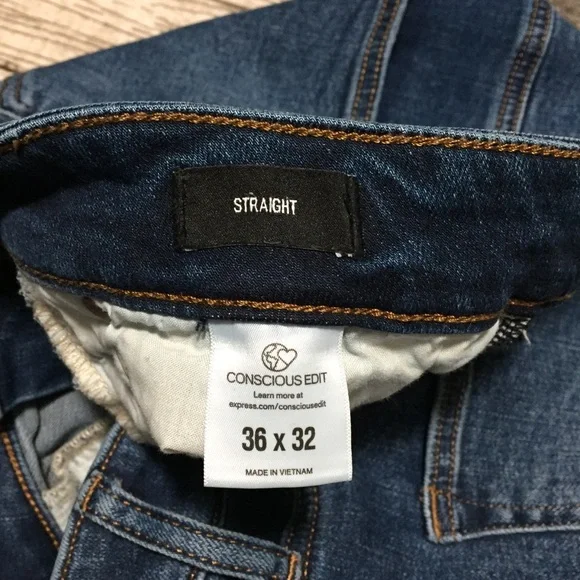 STRAIGHT
CONSCIOUS EDIT
Learn more at
express.com/consciousedit
36 x 32
MADE IN VIETNAM